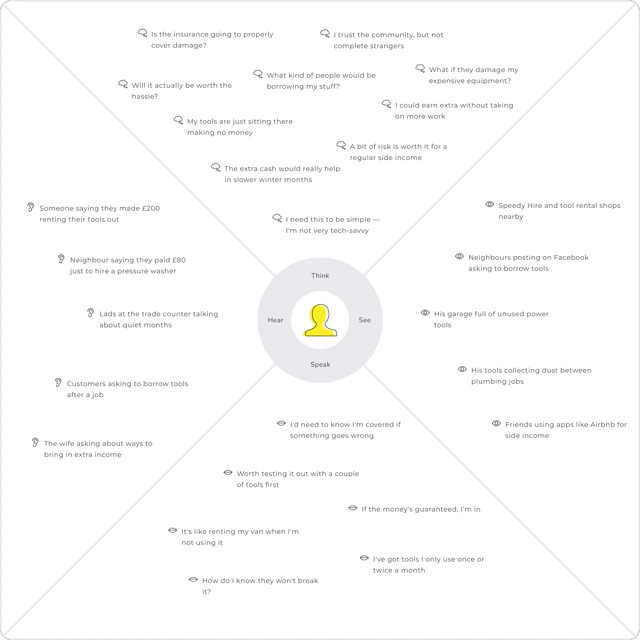 Is the insurance going to properly
cover damage?
I trust the community, but not
complete strangers
What kind of people would be
borrowing my stuff?
What if they damage my
expensive equipment?
Will it actually be worth the
hassle?
I could earn extra without taking
on more work
My tools are just sitting there
making no money
A bit of risk is worth it for a
regular side income
The extra cash would really help
in slower winter months
I need this to be simple —
I'm not very tech-savvy
Someone saying they made £200
renting their tools out
Neighbour saying they paid £80
just to hire a pressure washer
Lads at the trade counter talking
about quiet months
Customers asking to borrow tools
after a job
The wife asking about ways to
bring in extra income
Think
Hear
See
Speak
Speedy Hire and tool rental shops
nearby
Neighbours posting on Facebook
asking to borrow tools
His garage full of unused power
tools
His tools collecting dust between
plumbing jobs
Friends using apps like Airbnb for
side income
I'd need to know I'm covered if
something goes wrong
Worth testing it out with a couple
of tools first
If the money's guaranteed, I'm in
It's like renting my van when I'm
not using it
I've got tools I only use once or
twice a month
How do I know they won't break
it?